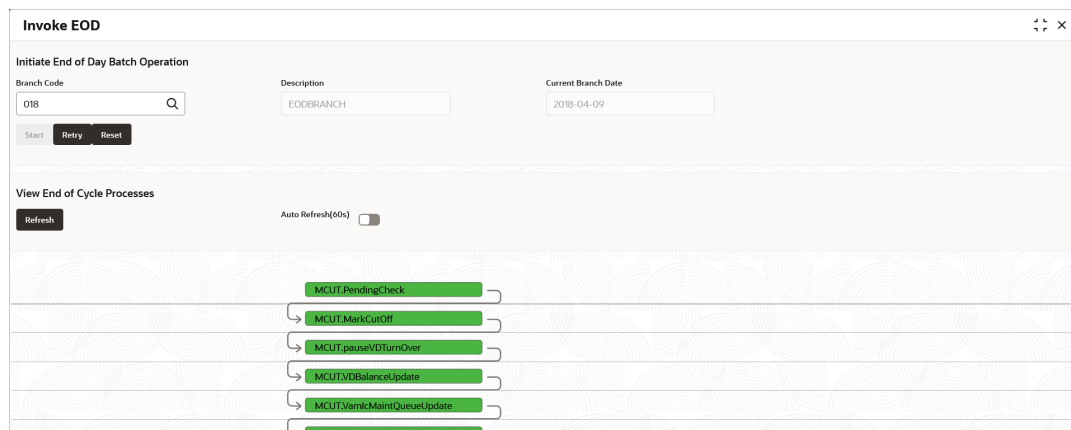 Invoke EOD
Initiate End of Day Batch Operation
Branch Code Description Current Branch Date
018 EODBRANCH 2018-04-09
Start Retry Reset
View End of Cycle Processes
Refresh Auto Refresh(60s)
MCUT.PendingCheck
MCUT.MarkCutOff
MCUT.pauseVDTurnOver
MCUT.VDBalanceUpdate
MCUT.VamIcMaintQueueUpdate